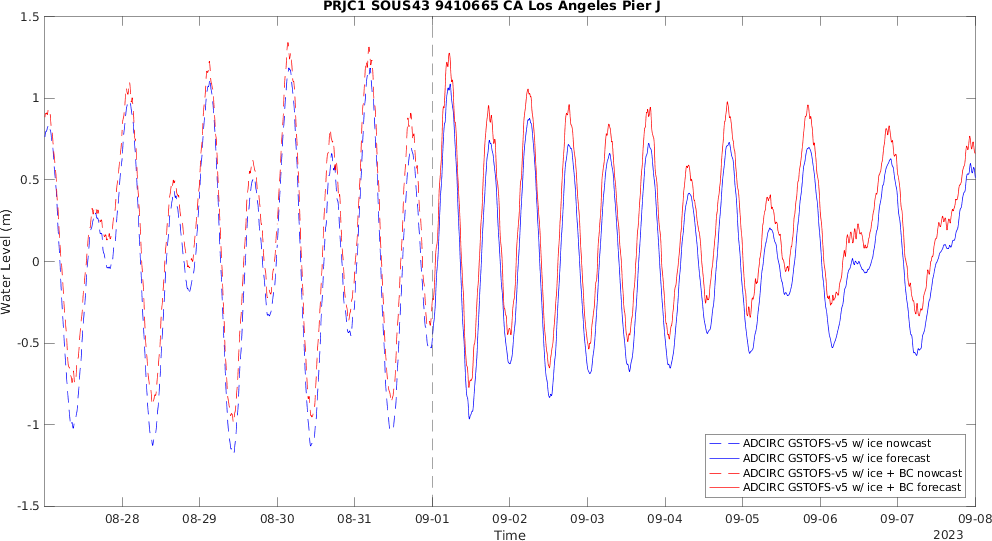 PRJC1 SOUS43 9410665 CA Los Angeles Pier J
1.5
1
0.5
0
-0.5
-1
-1.5
Water Level (m)
ADCIRC GSTOFS-v5 w/ ice nowcast
ADCIRC GSTOFS-v5 w/ ice forecast
ADCIRC GSTOFS-v5 w/ ice + BC nowcast
ADCIRC GSTOFS-v5 w/ ice + BC forecast
08-28 08-29 08-30 08-31 09-01 09-02 09-03 09-04 09-05 09-06 09-07 09-08
Time
2023